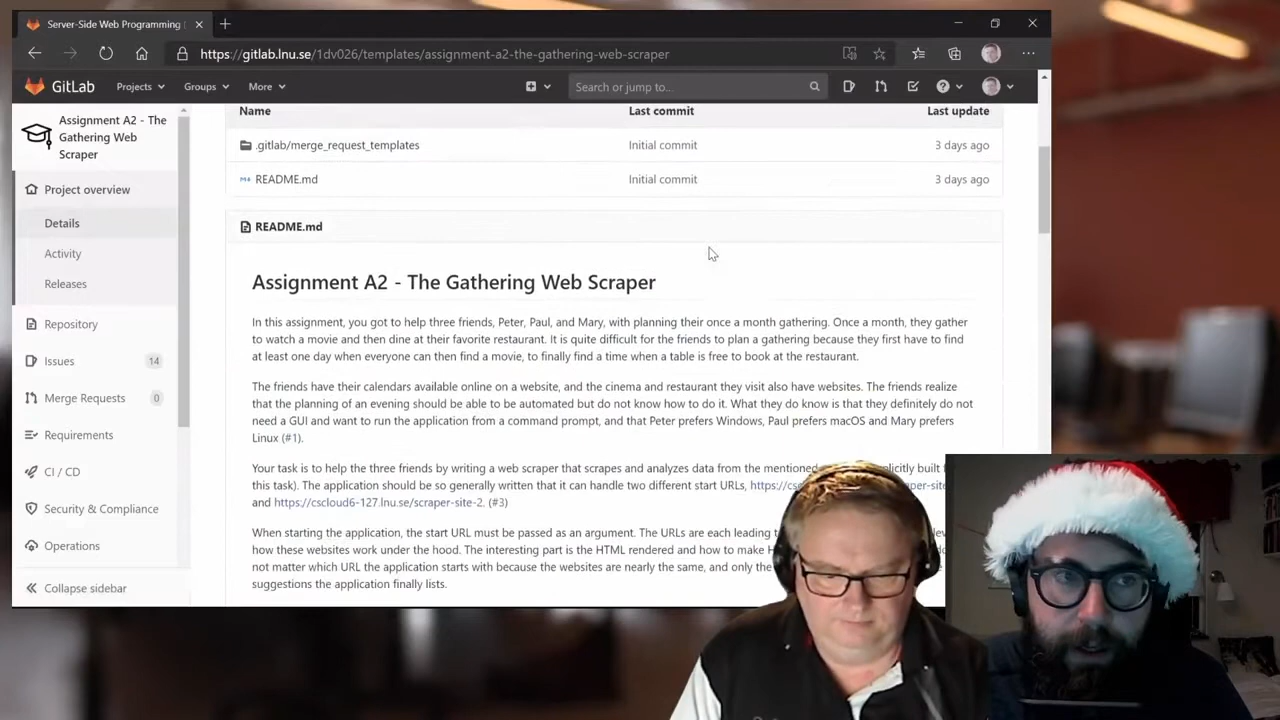 Server-Side Web Programming
https://gitlab.lnu.se/1dv026/templates/assignment-a2-the-gathering-web-scraper
GitLab Projects Groups More Search or jump to...
Assignment A2 - The
Gathering Web
Scraper
Project overview
Details
Activity
Releases
Repository
Issues 14
Merge Requests 0
Requirements
CI / CD
Security & Compliance
Operations
Collapse sidebar
Name Last commit Last update
.gitlab/merge_request_templates Initial commit 3 days ago
README.md Initial commit 3 days ago
README.md
Assignment A2 - The Gathering Web Scraper
In this assignment, you got to help three friends, Peter, Paul, and Mary, with planning their once a month gathering. Once a month, they gather
to watch a movie and then dine at their favorite restaurant. It is quite difficult for the friends to plan a gathering because they first have to find
at least one day when everyone can then find a movie, to finally find a time when a table is free to book at the restaurant.
The friends have their calendars available online on a website, and the cinema and restaurant they visit also have websites. The friends realize
that the planning of an evening should be able to be automated but do not know how to do it. What they do know is that they definitely do not
need a GUI and want to run the application from a command prompt, and that Peter prefers Windows, Paul prefers macOS and Mary prefers
Linux (#1).
Your task is to help the three friends by writing a web scraper that scrapes and analyzes data from the mentioned built
this task). The application should be so generally written that it can handle two different start URLs,
and https://cscloud6-127.lnu.se/scraper-site-2. (#3)
When starting the application, the start URL must be passed as an argument. The URLs are each leading
how these websites work under the hood. The interesting part is the HTML rendered and how to make
not matter which URL the application starts with because the websites are nearly the same, and only the
suggestions the application finally lists.